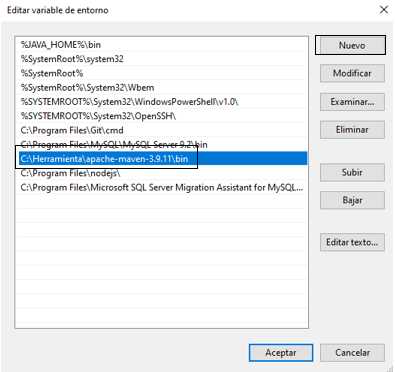 Editar variable de entorno
%JAVA_HOME%\bin
%SystemRoot%\system32
%SystemRoot%
%SystemRoot%\System32\Wbem
%SYSTEMROOT%\System32\WindowsPowerShell\v1.0\
%SYSTEMROOT%\System32\OpenSSH\
C:\Program Files\Git\cmd
C:\Program Files\MySQL\MySQL Server 9.2\bin
C:\Herramienta\apache-maven-3.9.11\bin
C:\Program Files\nodejs\
C:\Program Files\Microsoft SQL Server Migration Assistant for MySQL...
Nuevo
Modificar
Examinar...
Eliminar
Subir
Bajar
Editar texto...
Aceptar
Cancelar